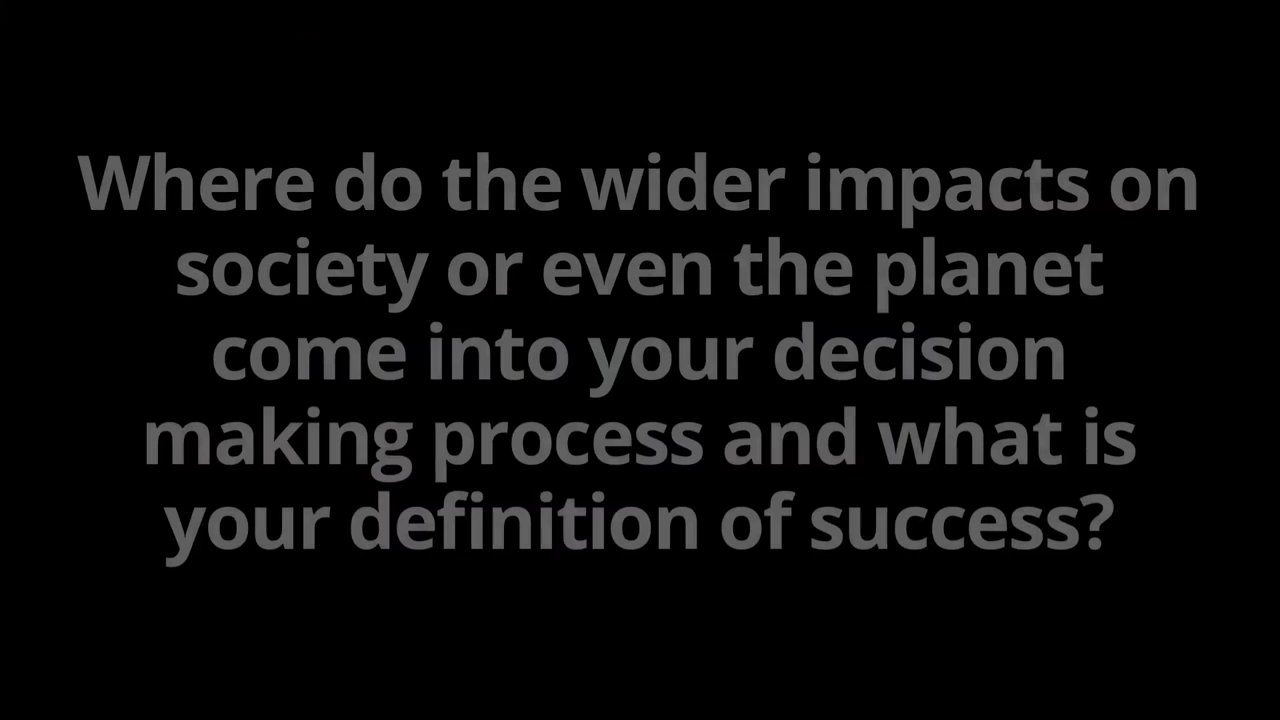 Where do the wider impacts on
society or even the planet
come into your decision
making process and what is
your definition of success?